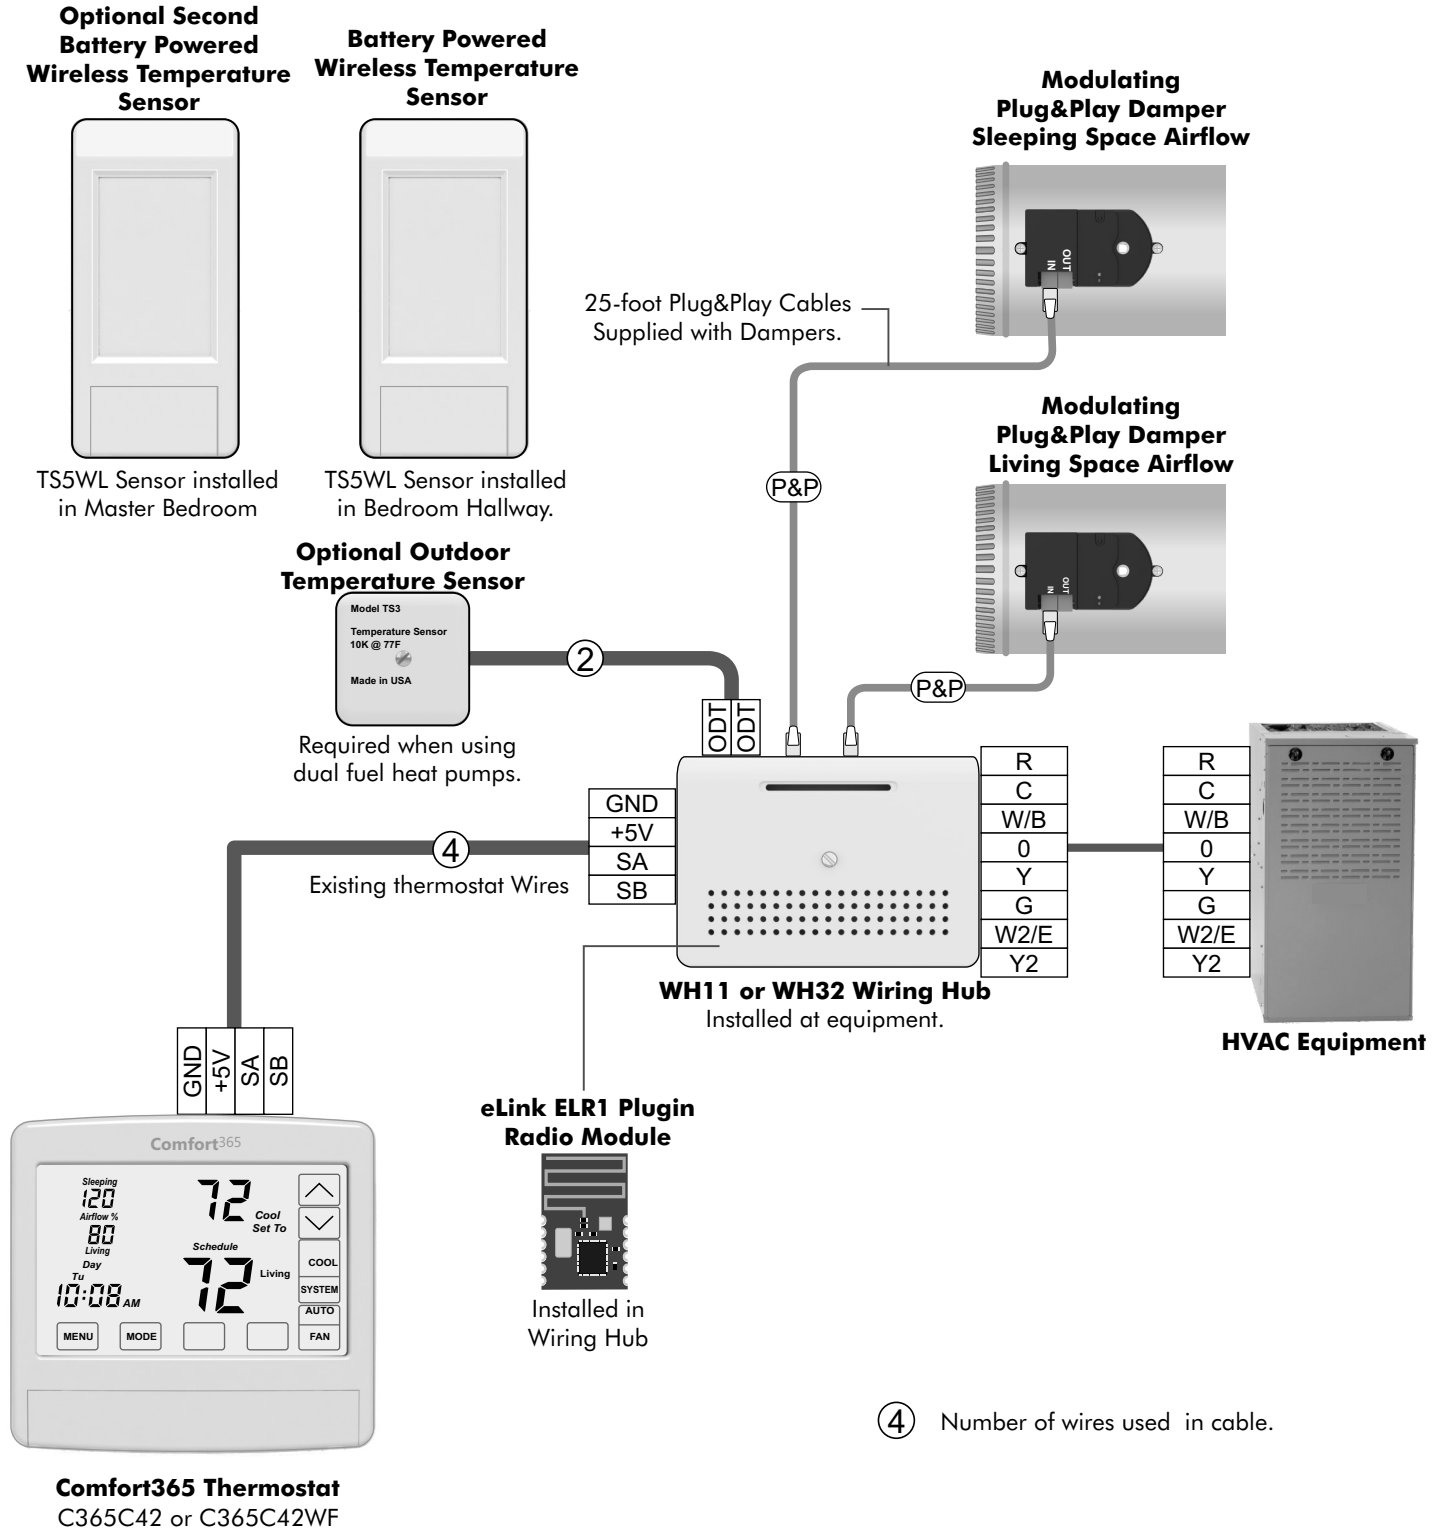 Optional Second
Battery Powered
Wireless Temperature
Sensor
Battery Powered
Wireless Temperature
Sensor
TS5WL Sensor installed
in Master Bedroom
TS5WL Sensor installed
in Bedroom Hallway.
Modulating
Plug&Play Damper
Sleeping Space Airflow
IN
OUT
25-foot Plug&Play Cables
Supplied with Dampers.
P&P
Modulating
Plug&Play Damper
Living Space Airflow
IN
OUT
P&P
Optional Outdoor
Temperature Sensor
Model TS3
Temperature Sensor
10K @ 77F
Made in USA
Required when using
dual fuel heat pumps.
2
ODT
ODT
GND
+5V
SA
SB
4
Existing thermostat Wires
R
C
W/B
0
Y
G
W2/E
Y2
R
C
W/B
0
Y
G
W2/E
Y2
WH11 or WH32 Wiring Hub
Installed at equipment.
HVAC Equipment
GND
+5V
SA
SB
eLink ELR1 Plugin
Radio Module
Installed in
Wiring Hub
Comfort365
Sleeping
120
Airflow %
80
Living
Day
Tu
10:08 AM
72
Cool
Set To
Schedule
72
Living
COOL
SYSTEM
AUTO
FAN
MENU
MODE
4 Number of wires used in cable.
Comfort365 Thermostat
C365C42 or C365C42WF